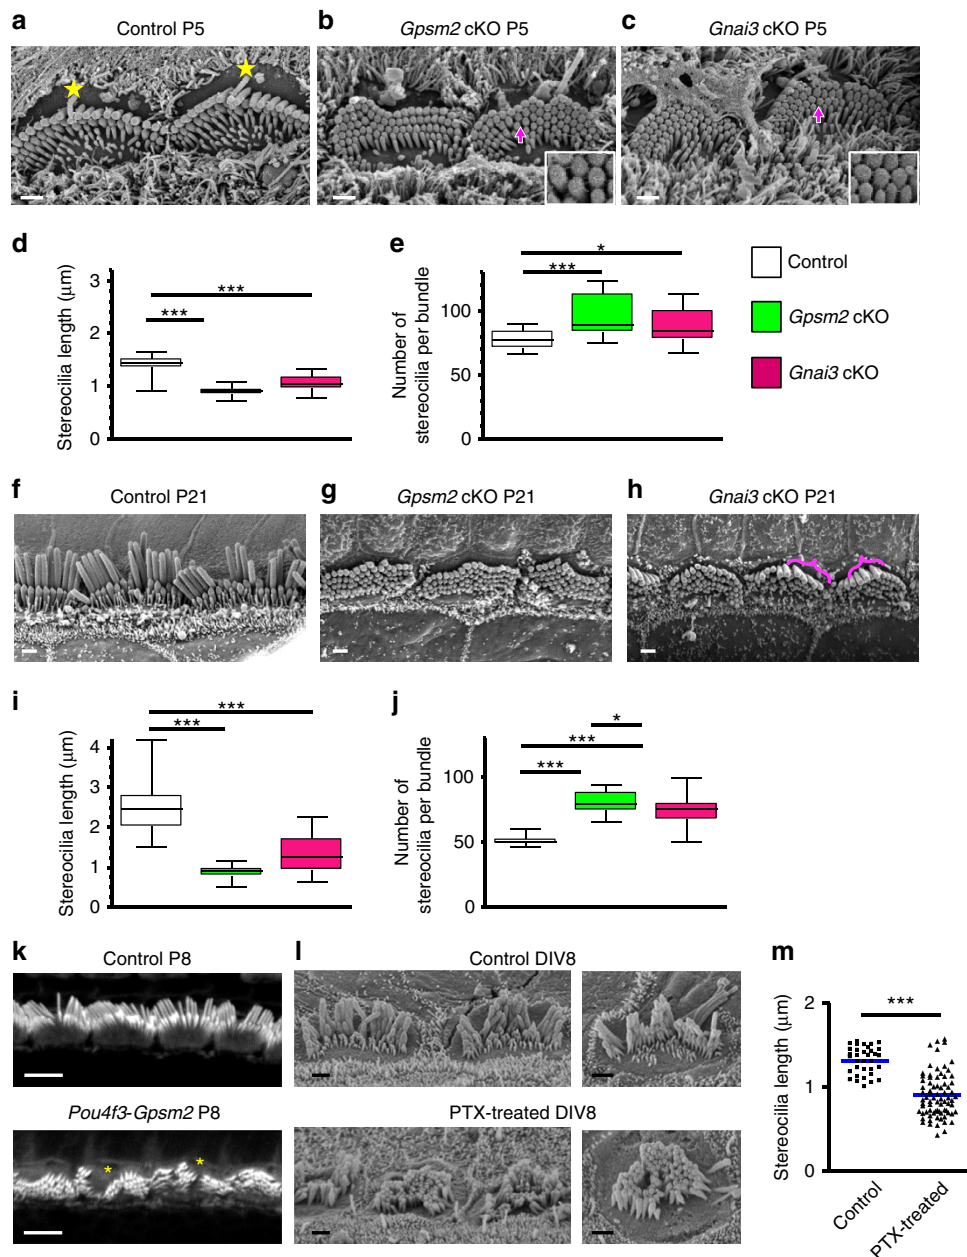 a
Control P5
b
Gpsm2 cKO P5
c
Gnai3 cKO P5
d
Stereocilia length (μm)
3
2
1
0
***
***
e
Number of
stereocilia per bundle
100
50
0
*
***
Control
Gpsm2 cKO
Gnai3 cKO
f
Control P21
g
Gpsm2 cKO P21
h
Gnai3 cKO P21
i
Stereocilia length (μm)
4
3
2
1
0
***
***
j
Number of
stereocilia per bundle
100
50
0
*
***
***
k
Control P8
Pou4f3-Gpsm2 P8
*
*
l
Control DIV8
PTX-treated DIV8
m
Stereocilia length (μm)
2
1
0
***
Control
PTX-treated